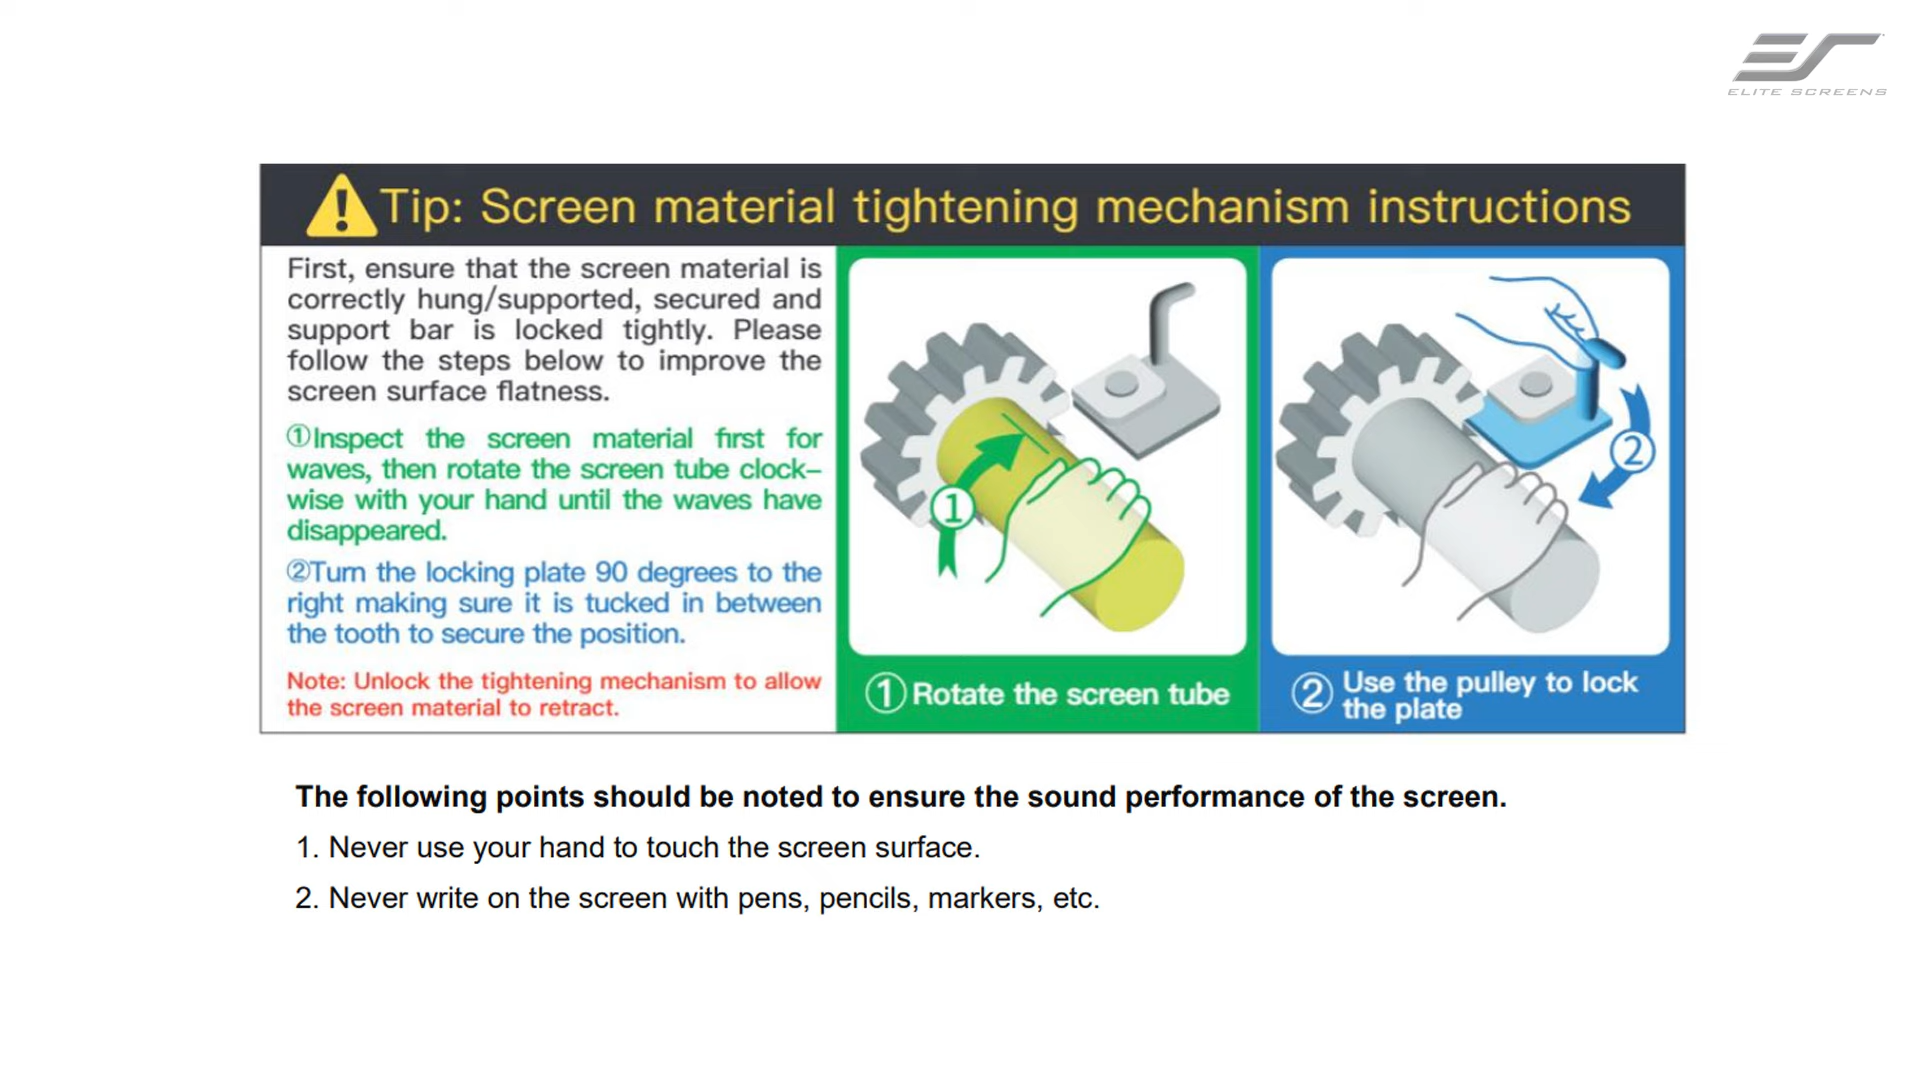 ELITE SCREENS
Tip: Screen material tightening mechanism instructions
First, ensure that the screen material is
correctly hung/supported, secured and
support bar is locked tightly. Please
follow the steps below to improve the
screen surface flatness.
①Inspect the screen material first for
waves, then rotate the screen tube clock–
wise with your hand until the waves have
disappeared.
②Turn the locking plate 90 degrees to the
right making sure it is tucked in between
the tooth to secure the position.
Note: Unlock the tightening mechanism to allow
the screen material to retract.
1
① Rotate the screen tube
2
② Use the pulley to lock
the plate
The following points should be noted to ensure the sound performance of the screen.
1. Never use your hand to touch the screen surface.
2. Never write on the screen with pens, pencils, markers, etc.